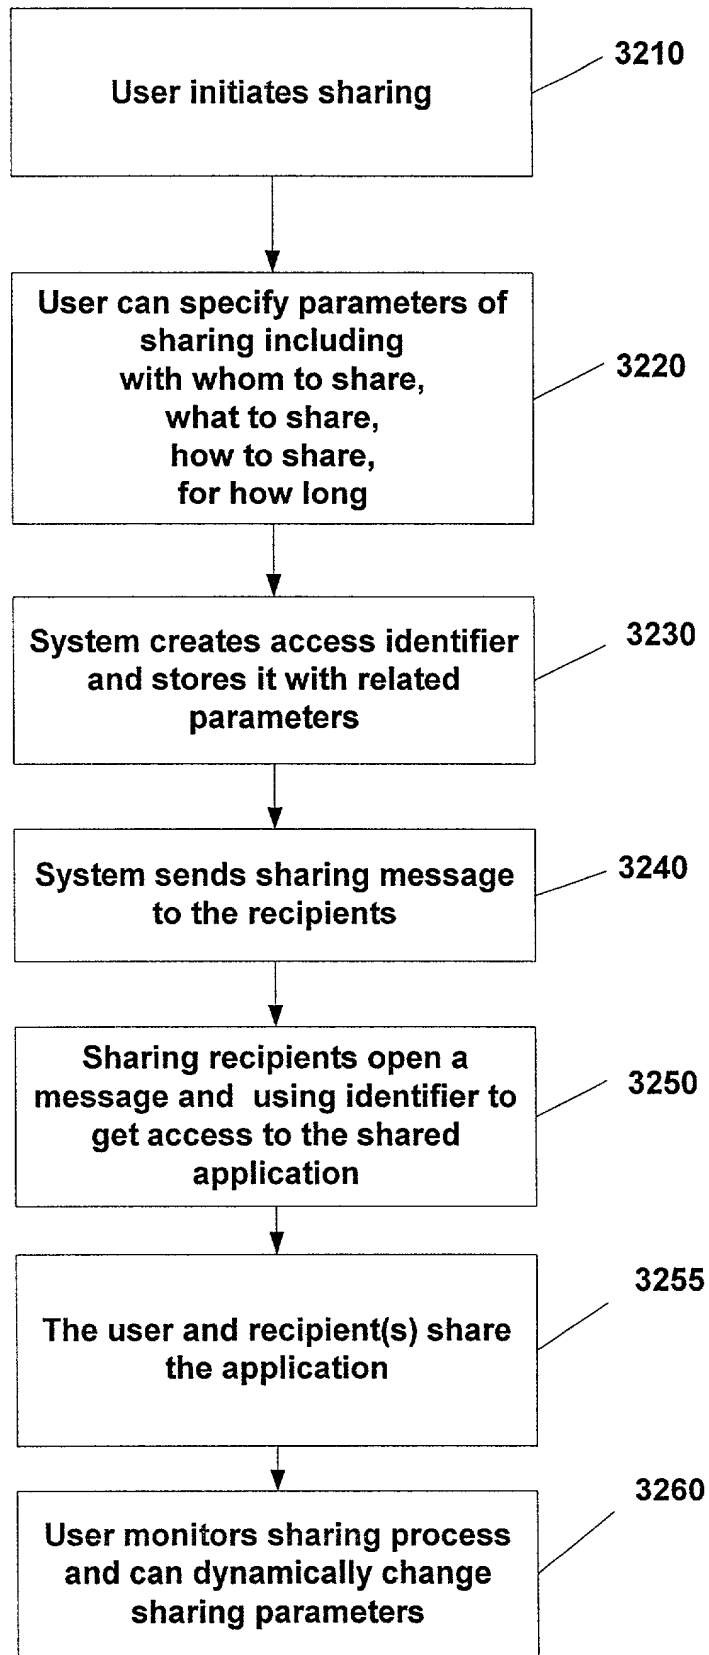 User initiates sharing
3210
User can specify parameters of
sharing including
with whom to share,
what to share,
how to share,
for how long
3220
System creates access identifier
and stores it with related
parameters
3230
System sends sharing message
to the recipients
3240
Sharing recipients open a
message and using identifier to
get access to the shared
application
3250
The user and recipient(s) share
the application
3255
User monitors sharing process
and can dynamically change
sharing parameters
3260